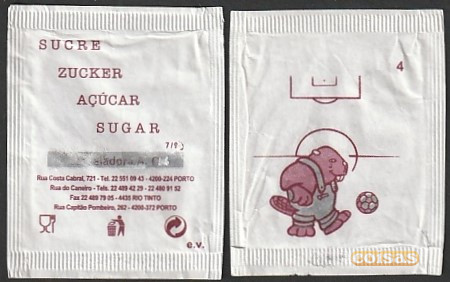 SUCRE
ZUCKER
AÇÚCAR
SUGAR
Rua Costa Cabral, 721 - Tel. 22 551 09 43 - 4200-224 PORTO
Rua do Caneiro - Tels. 22 489 42 29 - 22 480 91 52
Fax 22 489 79 05 - 4435 RIO TINTO
Rua Capitão Pombeiro, 262 - 4200-372 PORTO
e.v.
4
coisas